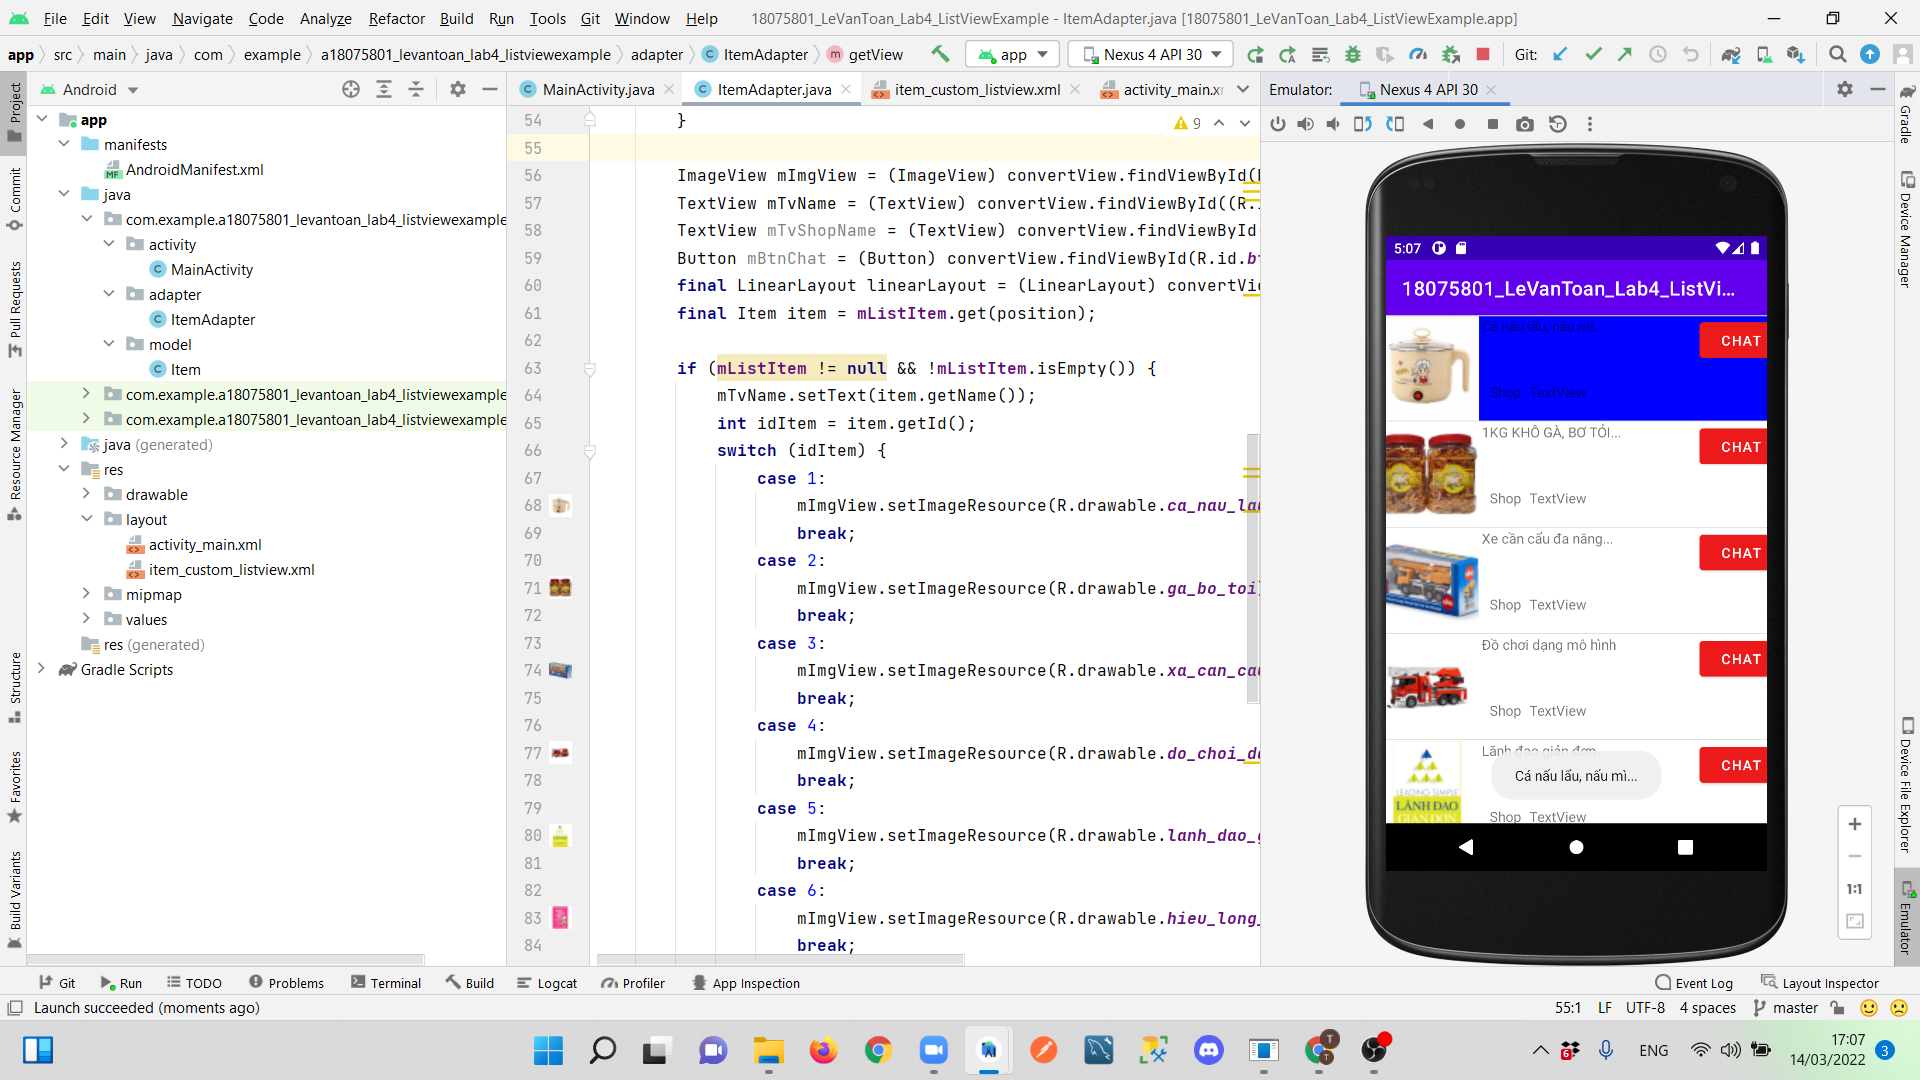 File Edit View Navigate Code Analyze Refactor Build Run Tools Git Window Help 18075801_LeVanToan_Lab4_ListViewExample - ItemAdapter.java [18075801_LeVanToan_Lab4_ListViewExample.app]
app src main java com example a18075801_levantoan_lab4_listviewexample adapter ItemAdapter getView app Nexus 4 API 30 Git:
Android MainActivity.java ItemAdapter.java item_custom_listview.xml activity_main.xm Emulator: Nexus 4 API 30
Project
Commit
Pull Requests
Resource Manager
Structure
Favorites
Build Variants
app
manifests
AndroidManifest.xml
java
com.example.a18075801_levantoan_lab4_listviewexample
activity
MainActivity
adapter
ItemAdapter
model
Item
com.example.a18075801_levantoan_lab4_listviewexample
com.example.a18075801_levantoan_lab4_listviewexample
java (generated)
res
drawable
layout
activity_main.xml
item_custom_listview.xml
mipmap
values
res (generated)
Gradle Scripts
9
54 }
55
56 ImageView mImgView = (ImageView) convertView.findViewById(
57 TextView mTvName = (TextView) convertView.findViewById((R.
58 TextView mTvShopName = (TextView) convertView.findViewById
59 Button mBtnChat = (Button) convertView.findViewById(R.id.b
60 final LinearLayout linearLayout = (LinearLayout) convertVie
61 final Item item = mListItem.get(position);
62
63 if (mListItem != null && !mListItem.isEmpty()) {
64 mTvName.setText(item.getName());
65 int idItem = item.getId();
66 switch (idItem) {
67 case 1:
68 mImgView.setImageResource(R.drawable.ca_nau_la
69 break;
70 case 2:
71 mImgView.setImageResource(R.drawable.ga_bo_toi
72 break;
73 case 3:
74 mImgView.setImageResource(R.drawable.xa_can_ca
75 break;
76 case 4:
77 mImgView.setImageResource(R.drawable.do_choi_d
78 break;
79 case 5:
80 mImgView.setImageResource(R.drawable.lanh_dao_g
81 break;
82 case 6:
83 mImgView.setImageResource(R.drawable.hieu_long_
84 break;
5:07
18075801_LeVanToan_Lab4_ListVi...
Cá nấu lẩu, nấu mì...
CHAT
Shop TextView
1KG KHÔ GÀ, BƠ TỎI...
CHAT
Shop TextView
Xe cần cẩu đa năng...
CHAT
Shop TextView
Đồ chơi dạng mô hình
CHAT
Shop TextView
Lãnh đạo giản đơn
CHAT
LEADING SIMPLE
LÃNH ĐẠO
GIẢN ĐƠN
Cá nấu lẩu, nấu mì...
Shop TextView
1:1
Gradle
Device Manager
Device File Explorer
Emulator
Git Run TODO Problems Terminal Build Logcat Profiler App Inspection Event Log Layout Inspector
Launch succeeded (moments ago) 55:1 LF UTF-8 4 spaces master
6 ENG 17:07
14/03/2022 3